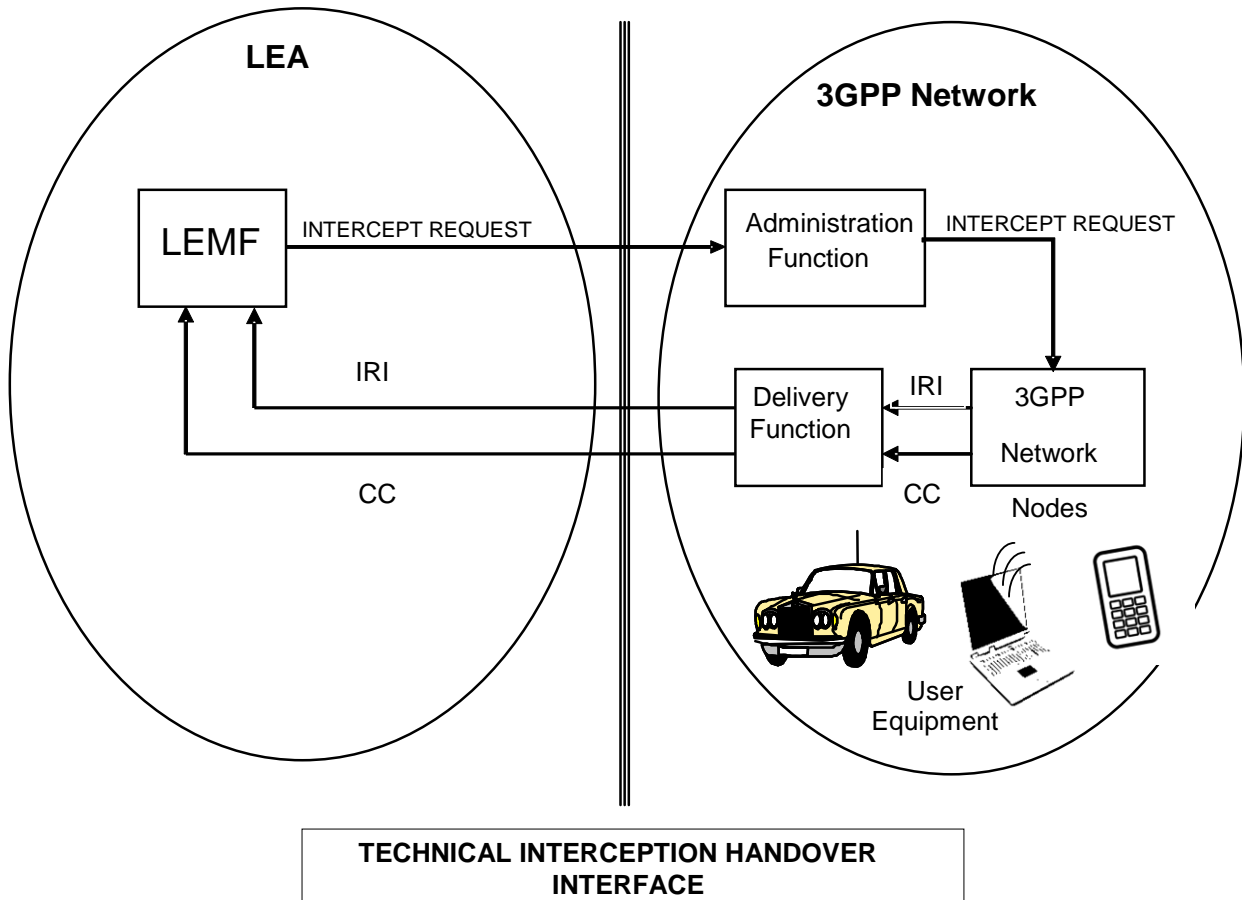 LEA
3GPP Network
LEMF
INTERCEPT REQUEST
Administration
Function
INTERCEPT REQUEST
IRI
CC
Delivery
Function
IRI
CC
3GPP
Network
Nodes
User
Equipment
TECHNICAL INTERCEPTION HANDOVER
INTERFACE